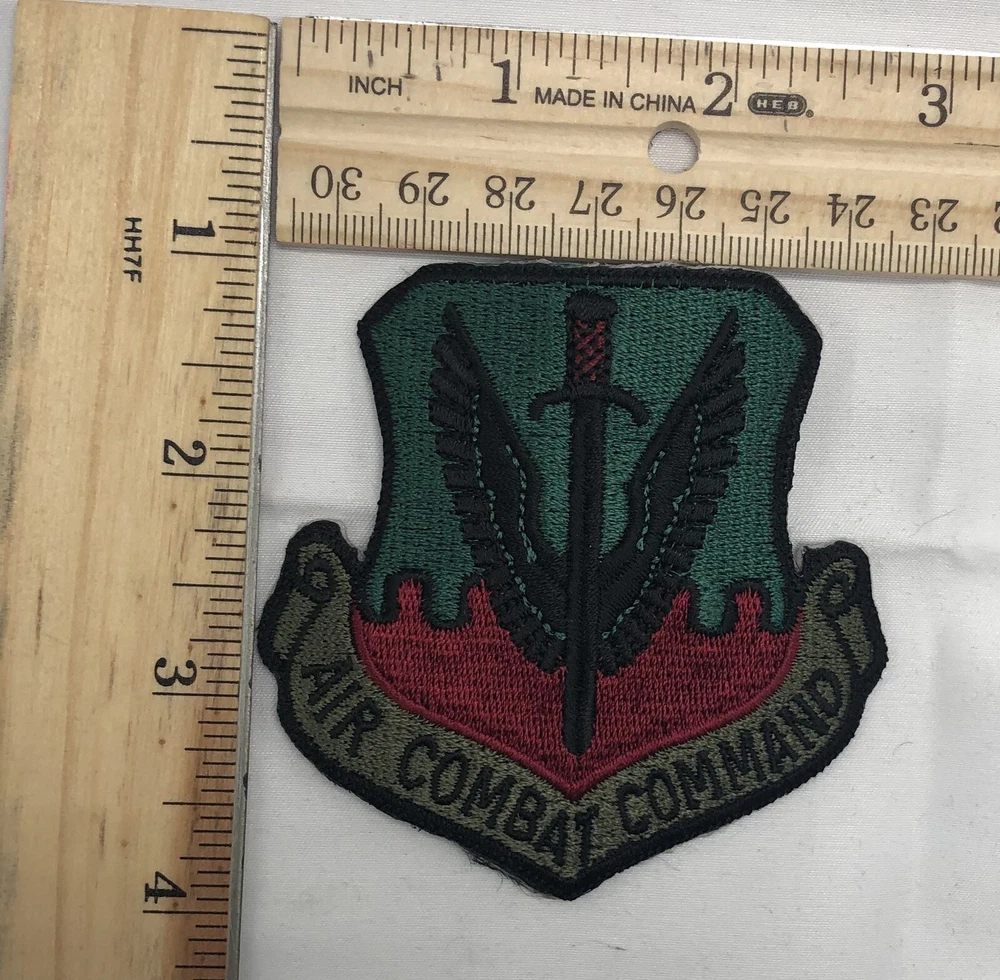 INCH 1 MADE IN CHINA 2 HEB® 3
30 29 28 27 26 25 24 23
HH7F
1
2
3
4
AIR COMBAT COMMAND